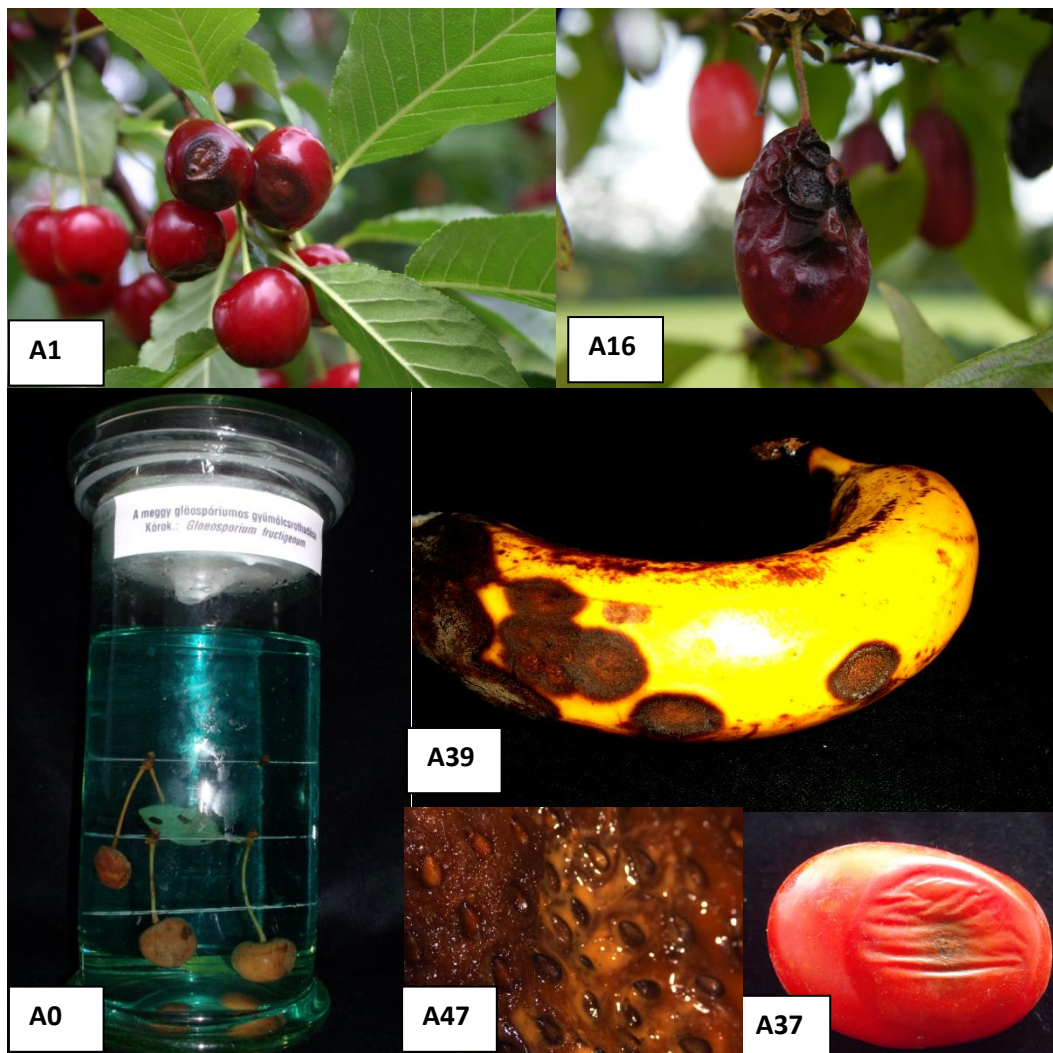 A1
A16
A meggy glöospóriumos gyümölcsrothadása
Kórok.: Gloeosporium fructigenum
A39
A0
A47
A37